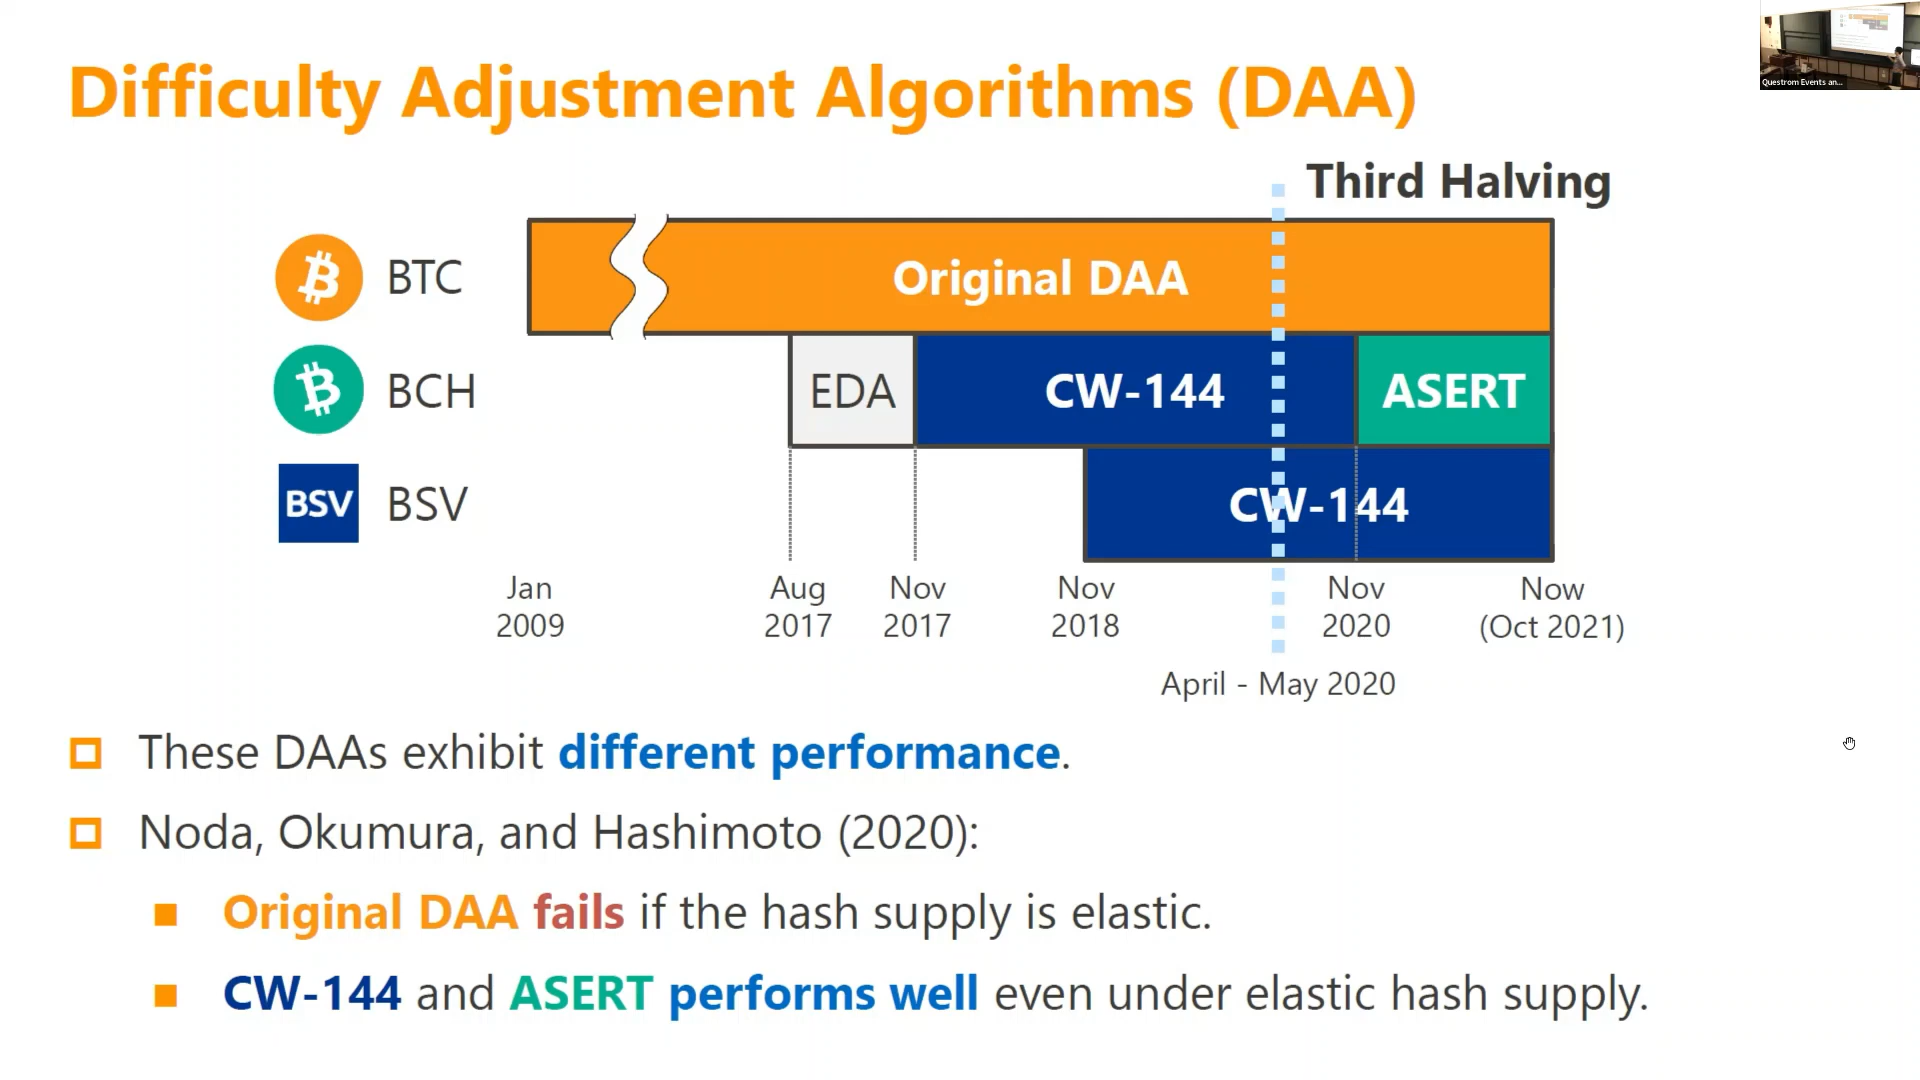 Difficulty Adjustment Algorithms (DAA)
Questrom Events an...
Third Halving
BTC
Original DAA
BCH
EDA
CW-144
ASERT
BSV
BSV
CW-144
Jan
2009
Aug
2017
Nov
2017
Nov
2018
Nov
2020
Now
(Oct 2021)
April - May 2020
These DAAs exhibit different performance.
Noda, Okumura, and Hashimoto (2020):
Original DAA fails if the hash supply is elastic.
CW-144 and ASERT performs well even under elastic hash supply.